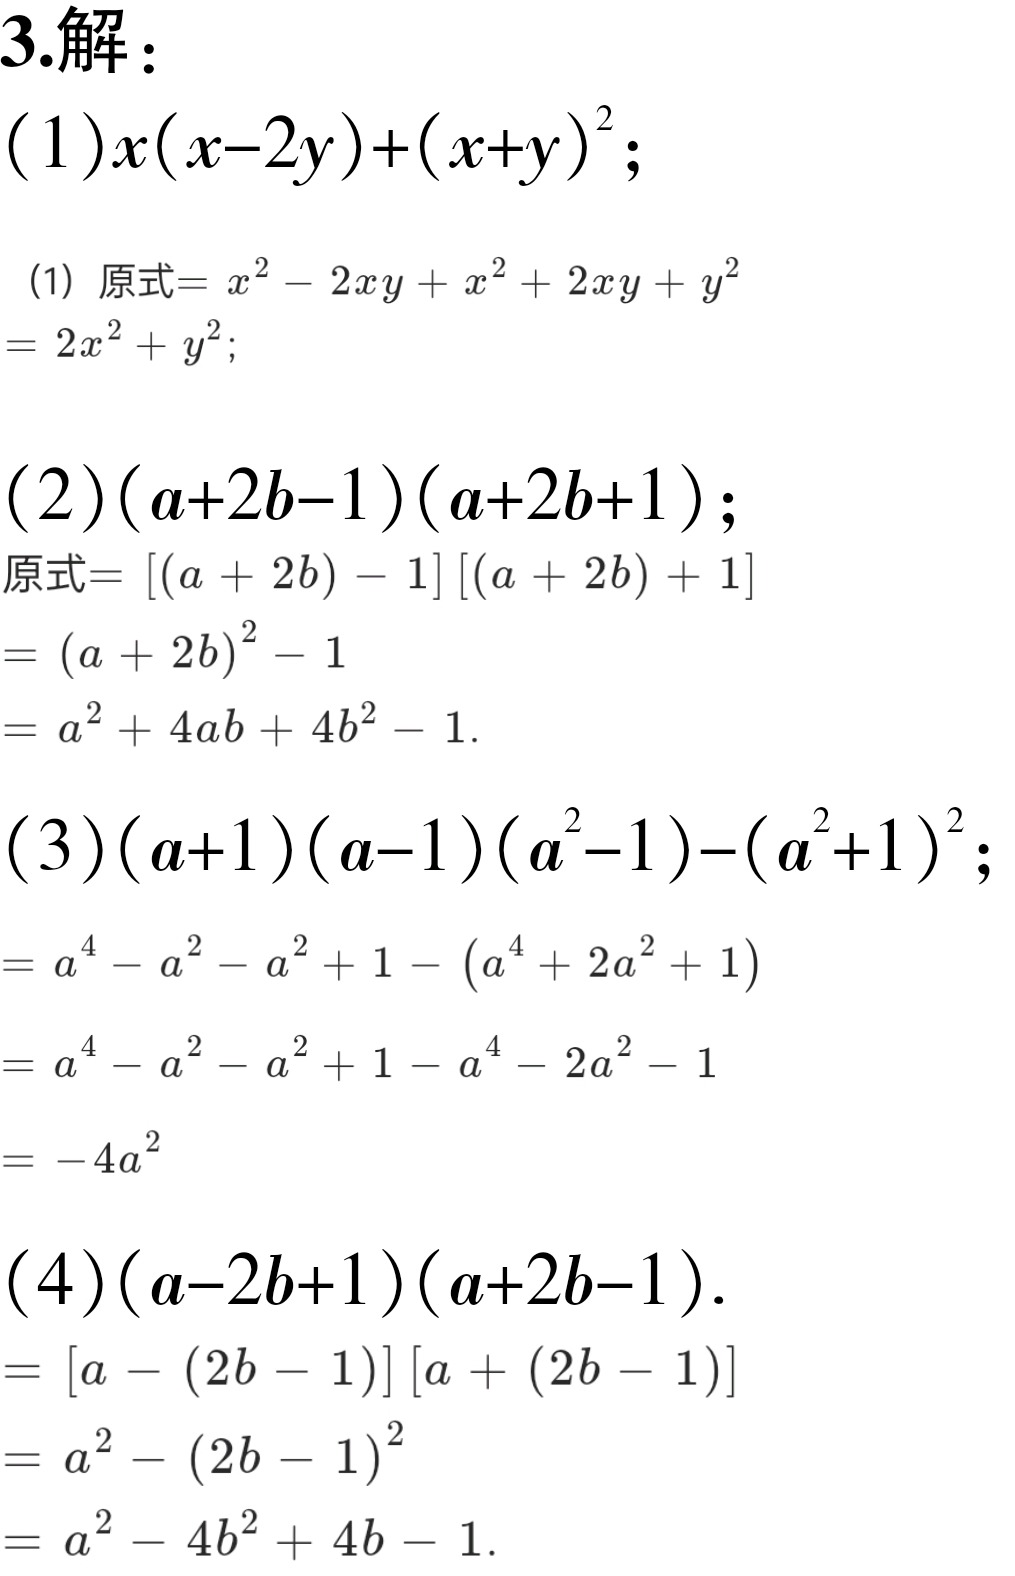 3.解：
(1)x(x−2y)+(x+y)²;
(1) 原式= x² − 2xy + x² + 2xy + y²
= 2x² + y²;
(2)(a+2b−1)(a+2b+1);
原式= [(a + 2b) − 1] [(a + 2b) + 1]
= (a + 2b)² − 1
= a² + 4ab + 4b² − 1.
(3)(a+1)(a−1)(a²−1)−(a²+1)²;
= a⁴ − a² − a² + 1 − (a⁴ + 2a² + 1)
= a⁴ − a² − a² + 1 − a⁴ − 2a² − 1
= −4a²
(4)(a−2b+1)(a+2b−1).
= [a − (2b − 1)] [a + (2b − 1)]
= a² − (2b − 1)²
= a² − 4b² + 4b − 1.